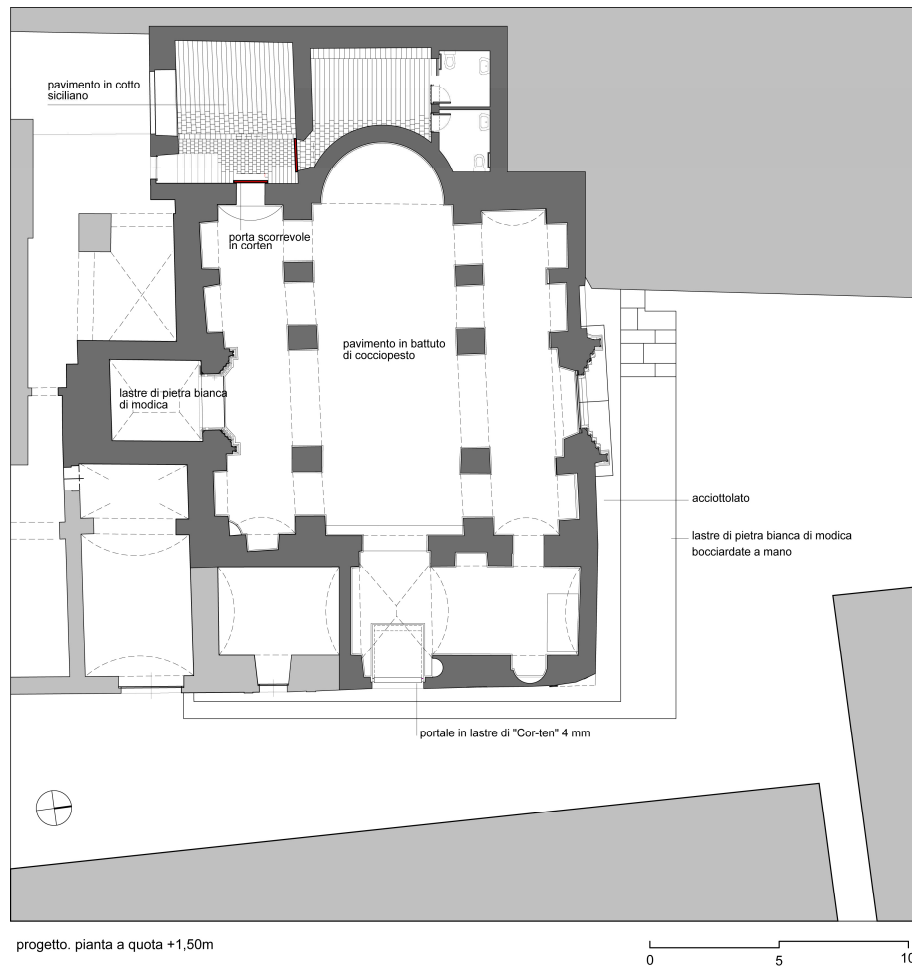 pavimento in cotto
siciliano
porta scorrevole
in corten
pavimento in battuto
di cocciopesto
lastre di pietra bianca
di modica
acciottolato
lastre di pietra bianca di modica
bocciardate a mano
portale in lastre di "Cor-ten" 4 mm
progetto. pianta a quota +1,50m
0 5 10